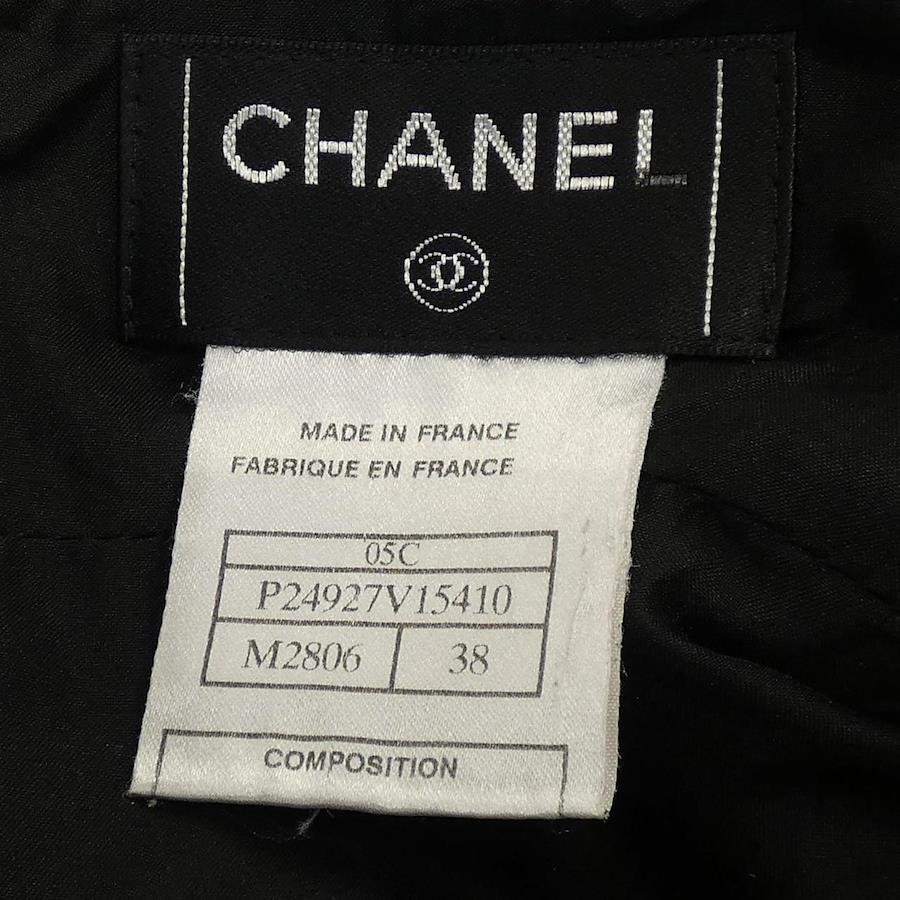 CHANEL
MADE IN FRANCE
FABRIQUE EN FRANCE
05C
P24927V15410
M2806 38
COMPOSITION